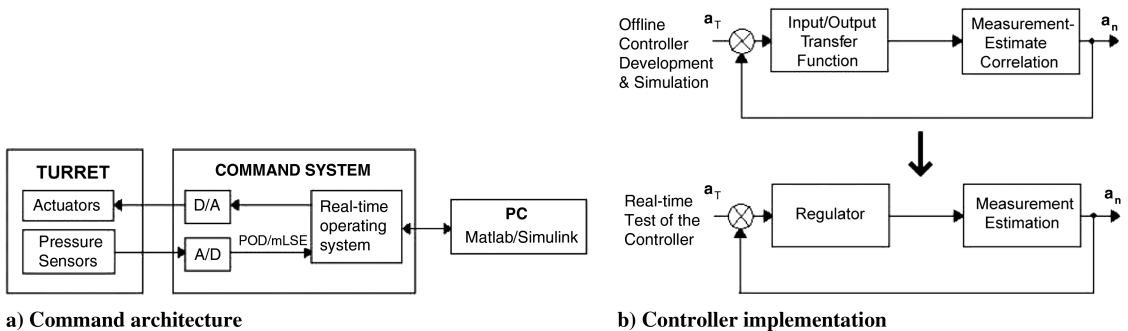 TURRET
Actuators
Pressure
Sensors
COMMAND SYSTEM
D/A
A/D
POD/mLSE
Real-time
operating
system
PC
Matlab/Simulink
a) Command architecture
Offline
Controller
Development
& Simulation
a_T
Input/Output
Transfer
Function
Measurement-
Estimate
Correlation
a_n
Real-time
Test of the
Controller
a_T
Regulator
Measurement
Estimation
a_n
b) Controller implementation